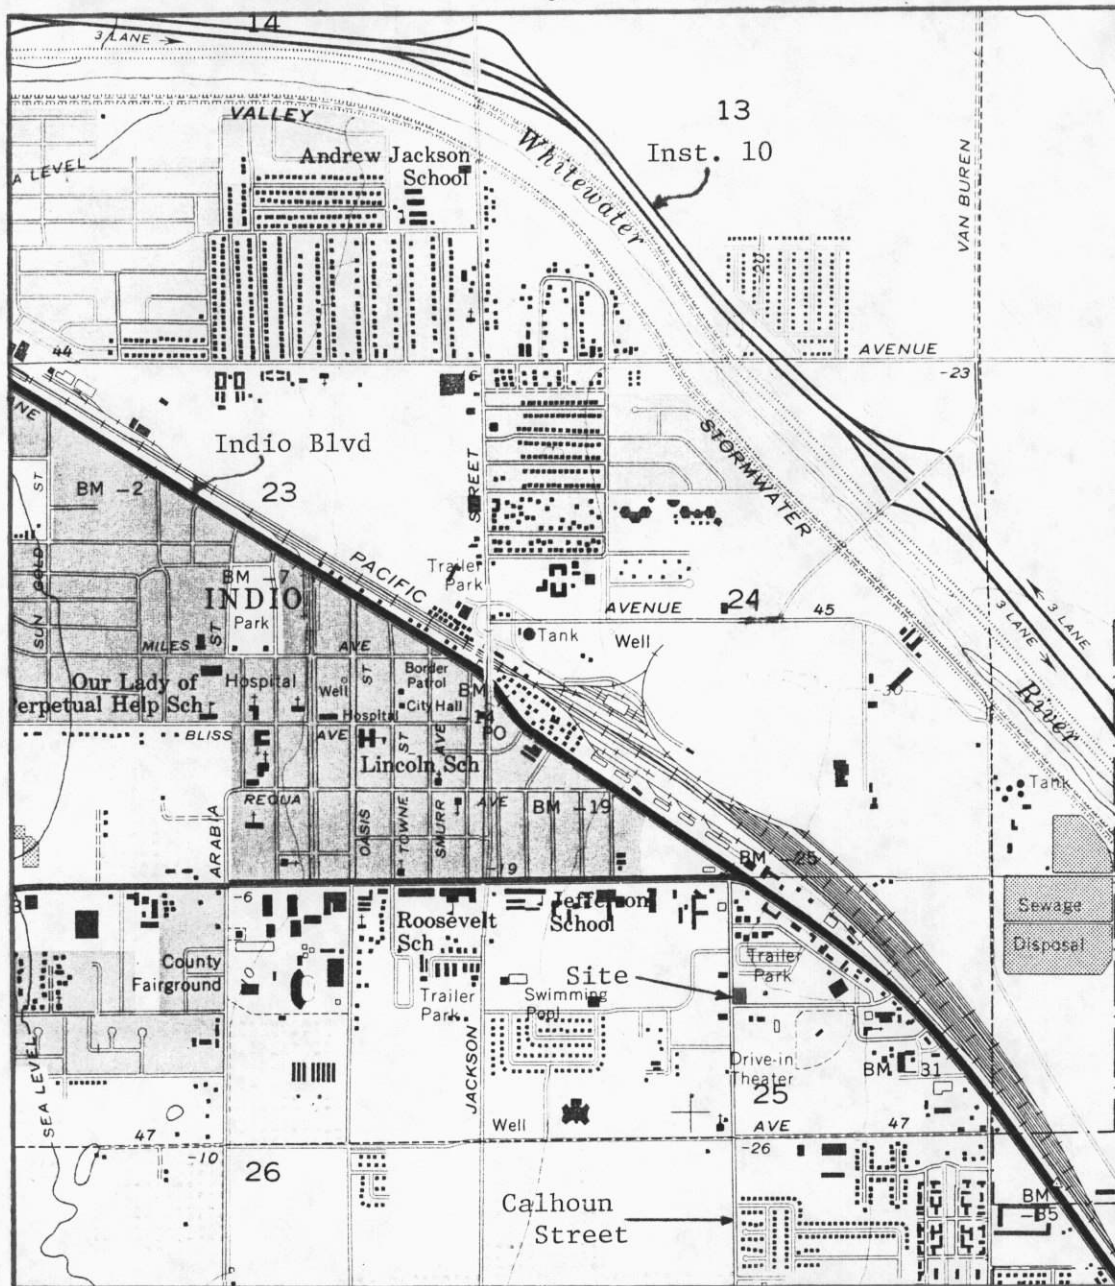 14
3 LANE
13
VALLEY
Whitewater
Inst. 10
Andrew Jackson
School
A LEVEL
VAN BUREN
20
44
AVENUE
-23
Indio Blvd
STREET
STORMWATER
BM -2
23
ST
GOLD
SUN
PACIFIC
Trailer
Park
BM -7
INDIO
Park
ST
AVENUE
24
45
3 LANE
3 LANE
Tank
Well
MILES
AVE
Our Lady of
Perpetual Help Sch
Hospital
Well
ST
Border
Patrol
City Hall
BM
-14
PO
30
River
BLISS
AVE
Hospital
ST
AVE
Lincoln Sch
Tank
REQUA
AVE
BM -19
ARABIA
OASIS
TOWNE
SMURR
-19
BM -25
-6
Roosevelt
Sch
Jefferson
School
Sewage
Disposal
County
Fairground
Trailer
Park
Site
Swimming
Pool
Trailer
Park
SEA LEVEL
JACKSON
Drive-in
Theater
BM 31
25
Well
47
AVE
47
-10
26
-26
Calhoun
Street
BM
-35